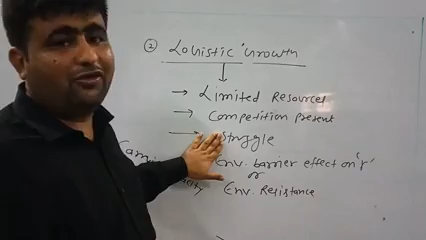 ② Logistic Growth
→ Limited Resources
→ Competition Present
→ Struggle
Env. barrier effect on 'r'
or
Env. Resistance